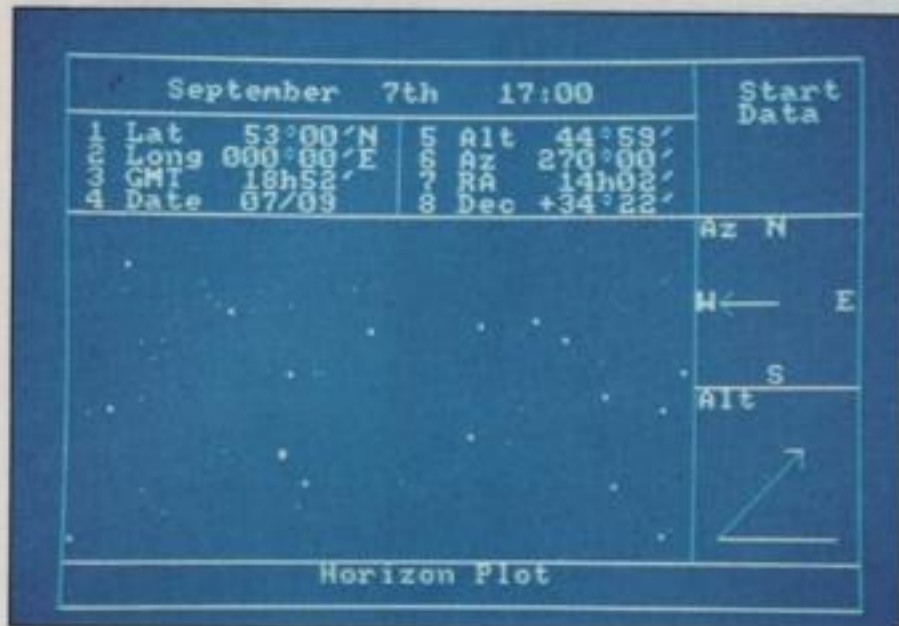 September 7th 17:00
Start
Data
1 Lat 53°00′N
2 Long 000°00′E
3 GMT 18h52′
4 Date 07/09
5 Alt 44°59′
6 Az 270°00′
7 RA 14h02′
8 Dec +34°22′
Az N
W E
S
Alt
Horizon Plot